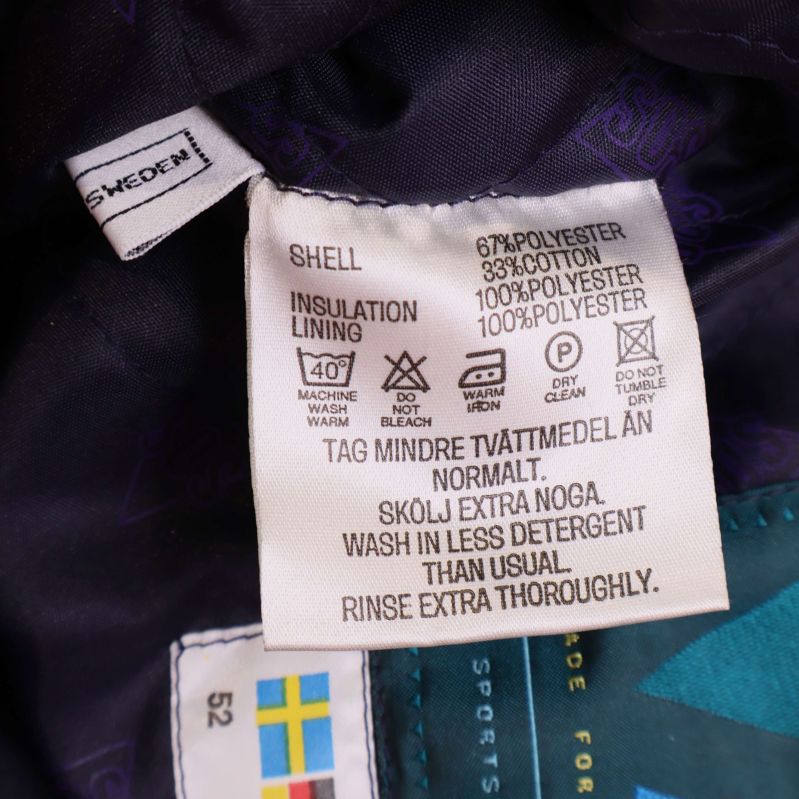 SWEDEN
SHELL 67%POLYESTER
33%COTTON
INSULATION 100%POLYESTER
LINING 100%POLYESTER
40°
MACHINE WASH WARM
DO NOT BLEACH
WARM IRON
P
DRY CLEAN
DO NOT TUMBLE DRY
TAG MINDRE TVÄTTMEDEL ÄN
NORMALT.
SKÖLJ EXTRA NOGA.
WASH IN LESS DETERGENT
THAN USUAL
RINSE EXTRA THOROUGHLY.
52
SPORTS
ADE FOR